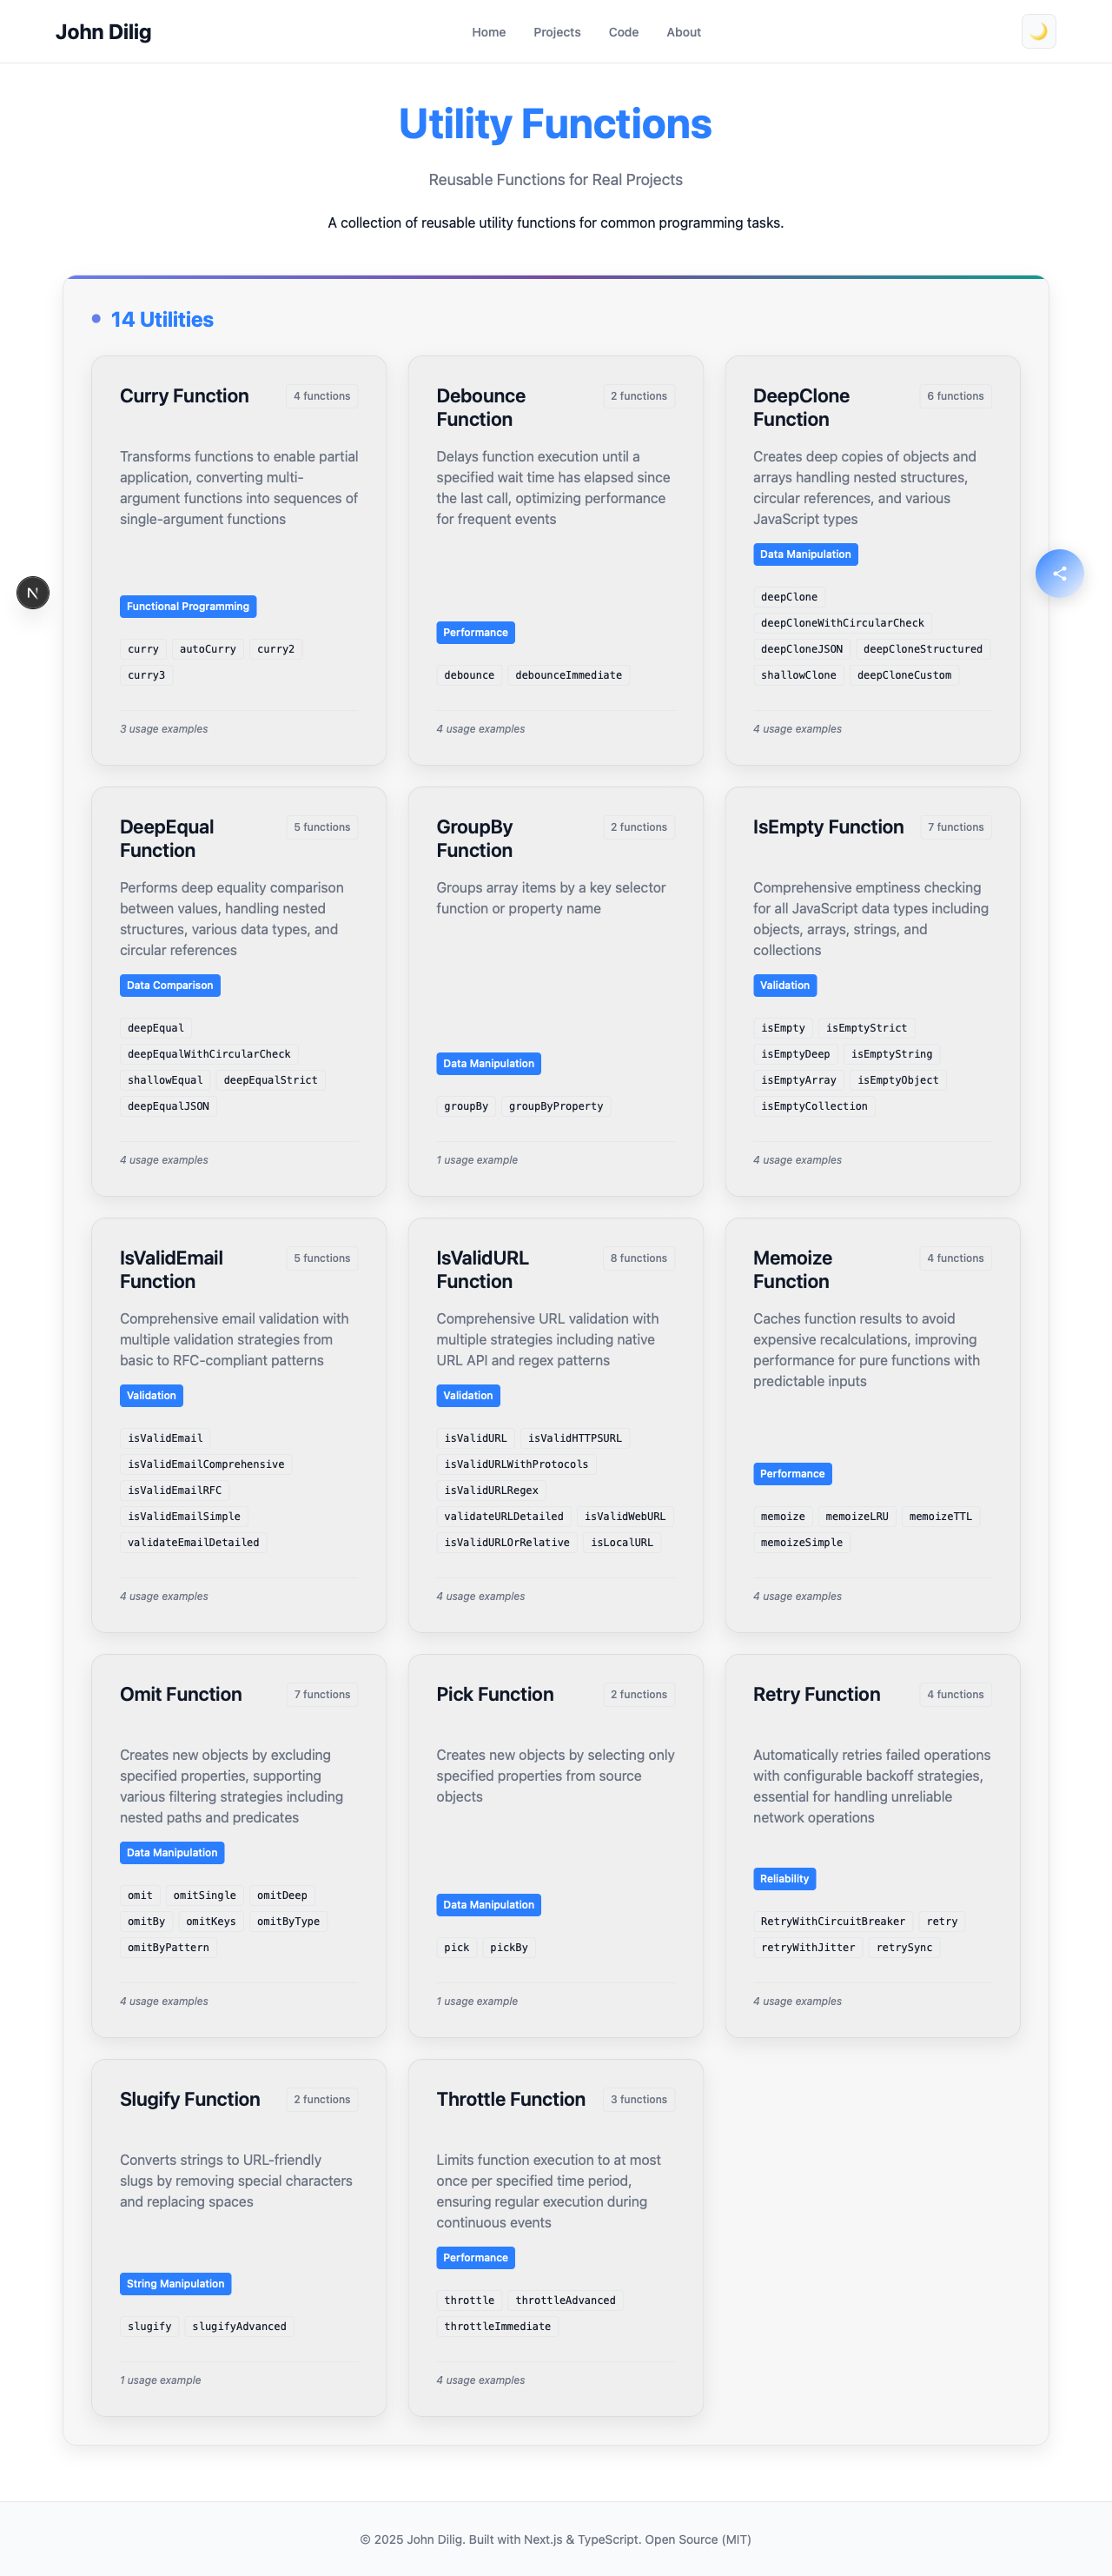 John Dilig
Home Projects Code About
Utility Functions
Reusable Functions for Real Projects
A collection of reusable utility functions for common programming tasks.
14 Utilities
Curry Function
4 functions
Transforms functions to enable partial
application, converting multi-
argument functions into sequences of
single-argument functions
Functional Programming
curry autoCurry curry2
curry3
3 usage examples
Debounce
Function
2 functions
Delays function execution until a
specified wait time has elapsed since
the last call, optimizing performance
for frequent events
Performance
debounce debounceImmediate
4 usage examples
DeepClone
Function
6 functions
Creates deep copies of objects and
arrays handling nested structures,
circular references, and various
JavaScript types
Data Manipulation
deepClone
deepCloneWithCircularCheck
deepCloneJSON deepCloneStructured
shallowClone deepCloneCustom
4 usage examples
N
DeepEqual
Function
5 functions
Performs deep equality comparison
between values, handling nested
structures, various data types, and
circular references
Data Comparison
deepEqual
deepEqualWithCircularCheck
shallowEqual deepEqualStrict
deepEqualJSON
4 usage examples
GroupBy
Function
2 functions
Groups array items by a key selector
function or property name
Data Manipulation
groupBy groupByProperty
1 usage example
IsEmpty Function
7 functions
Comprehensive emptiness checking
for all JavaScript data types including
objects, arrays, strings, and
collections
Validation
isEmpty isEmptyStrict
isEmptyDeep isEmptyString
isEmptyArray isEmptyObject
isEmptyCollection
4 usage examples
IsValidEmail
Function
5 functions
Comprehensive email validation with
multiple validation strategies from
basic to RFC-compliant patterns
Validation
isValidEmail
isValidEmailComprehensive
isValidEmailRFC
isValidEmailSimple
validateEmailDetailed
4 usage examples
IsValidURL
Function
8 functions
Comprehensive URL validation with
multiple strategies including native
URL API and regex patterns
Validation
isValidURL isValidHTTPSURL
isValidURLWithProtocols
isValidURLRegex
validateURLDetailed isValidWebURL
isValidURLOrRelative isLocalURL
4 usage examples
Memoize
Function
4 functions
Caches function results to avoid
expensive recalculations, improving
performance for pure functions with
predictable inputs
Performance
memoize memoizeLRU memoizeTTL
memoizeSimple
4 usage examples
Omit Function
7 functions
Creates new objects by excluding
specified properties, supporting
various filtering strategies including
nested paths and predicates
Data Manipulation
omit omitSingle omitDeep
omitBy omitKeys omitByType
omitByPattern
4 usage examples
Pick Function
2 functions
Creates new objects by selecting only
specified properties from source
objects
Data Manipulation
pick pickBy
1 usage example
Retry Function
4 functions
Automatically retries failed operations
with configurable backoff strategies,
essential for handling unreliable
network operations
Reliability
RetryWithCircuitBreaker retry
retryWithJitter retrySync
4 usage examples
Slugify Function
2 functions
Converts strings to URL-friendly
slugs by removing special characters
and replacing spaces
String Manipulation
slugify slugifyAdvanced
1 usage example
Throttle Function
3 functions
Limits function execution to at most
once per specified time period,
ensuring regular execution during
continuous events
Performance
throttle throttleAdvanced
throttleImmediate
4 usage examples
© 2025 John Dilig. Built with Next.js & TypeScript. Open Source (MIT)